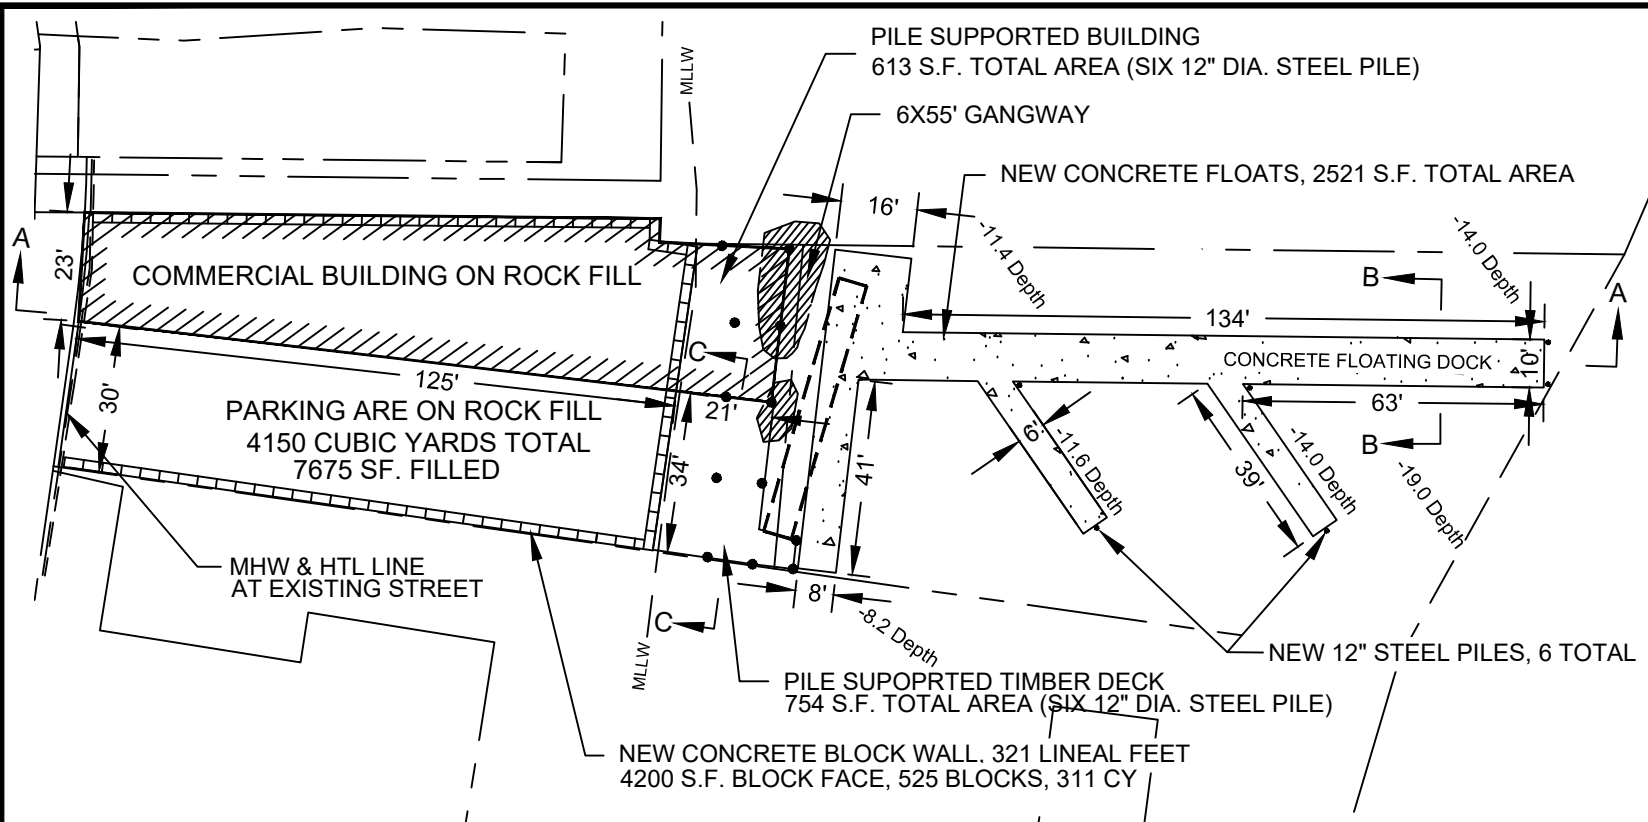 PILE SUPPORTED BUILDING
613 S.F. TOTAL AREA (SIX 12" DIA. STEEL PILE)
MLLW
6X55' GANGWAY
NEW CONCRETE FLOATS, 2521 S.F. TOTAL AREA
16'
-11.4 Depth
-14.0 Depth
A
23'
COMMERCIAL BUILDING ON ROCK FILL
B
A
134'
C
CONCRETE FLOATING DOCK
10'
125'
30'
21'
63'
PARKING ARE ON ROCK FILL
4150 CUBIC YARDS TOTAL
7675 SF. FILLED
34'
41'
6'
-11.6 Depth
39'
-14.0 Depth
B
-19.0 Depth
MHW & HTL LINE
AT EXISTING STREET
8'
-8.2 Depth
C
MLLW
NEW 12" STEEL PILES, 6 TOTAL
PILE SUPOPRTED TIMBER DECK
754 S.F. TOTAL AREA (SIX 12" DIA. STEEL PILE)
NEW CONCRETE BLOCK WALL, 321 LINEAL FEET
4200 S.F. BLOCK FACE, 525 BLOCKS, 311 CY